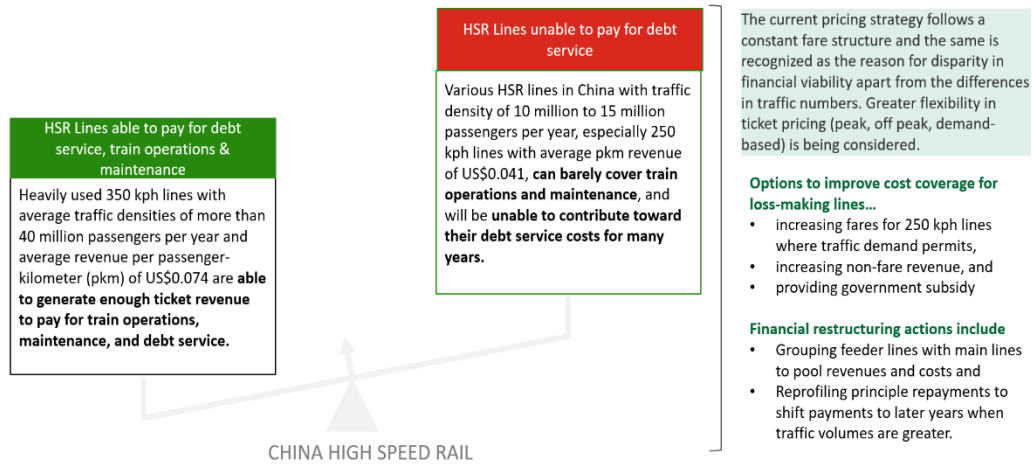 HSR Lines able to pay for debt
service, train operations &
maintenance
Heavily used 350 kph lines with
average traffic densities of more than
40 million passengers per year and
average revenue per passenger-
kilometer (pkm) of US$0.074 are able
to generate enough ticket revenue
to pay for train operations,
maintenance, and debt service.
HSR Lines unable to pay for debt
service
Various HSR lines in China with traffic
density of 10 million to 15 million
passengers per year, especially 250
kph lines with average pkm revenue
of US$0.041, can barely cover train
operations and maintenance, and
will be unable to contribute toward
their debt service costs for many
years.
CHINA HIGH SPEED RAIL
The current pricing strategy follows a
constant fare structure and the same is
recognized as the reason for disparity in
financial viability apart from the differences
in traffic numbers. Greater flexibility in
ticket pricing (peak, off peak, demand-
based) is being considered.
Options to improve cost coverage for
loss-making lines…
• increasing fares for 250 kph lines
where traffic demand permits,
• increasing non-fare revenue, and
• providing government subsidy
Financial restructuring actions include
• Grouping feeder lines with main lines
to pool revenues and costs and
• Reprofiling principle repayments to
shift payments to later years when
traffic volumes are greater.